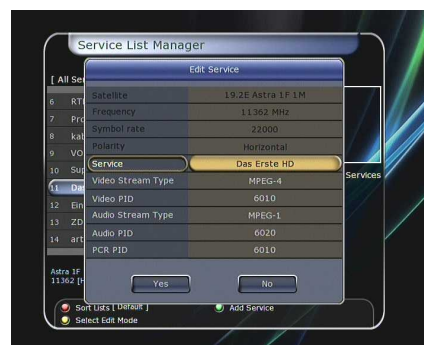 Service List Manager
Edit Service
[ All Ser
Satellite 19.2E Astra 1F 1M
Frequency 11362 MHz
Symbol rate 22000
Polarity Horizontal
Service Das Erste HD
Video Stream Type MPEG-4
Video PID 6010
Audio Stream Type MPEG-1
Audio PID 6020
PCR PID 6010
6 RTL
7 Pro
8 kab
9 VO
10 Sup
11 Das
12 Ein
13 ZD
14 art
Services
Yes No
Astra 1F
11362 [H
Sort Lists [ Default ] Add Service
Select Edit Mode